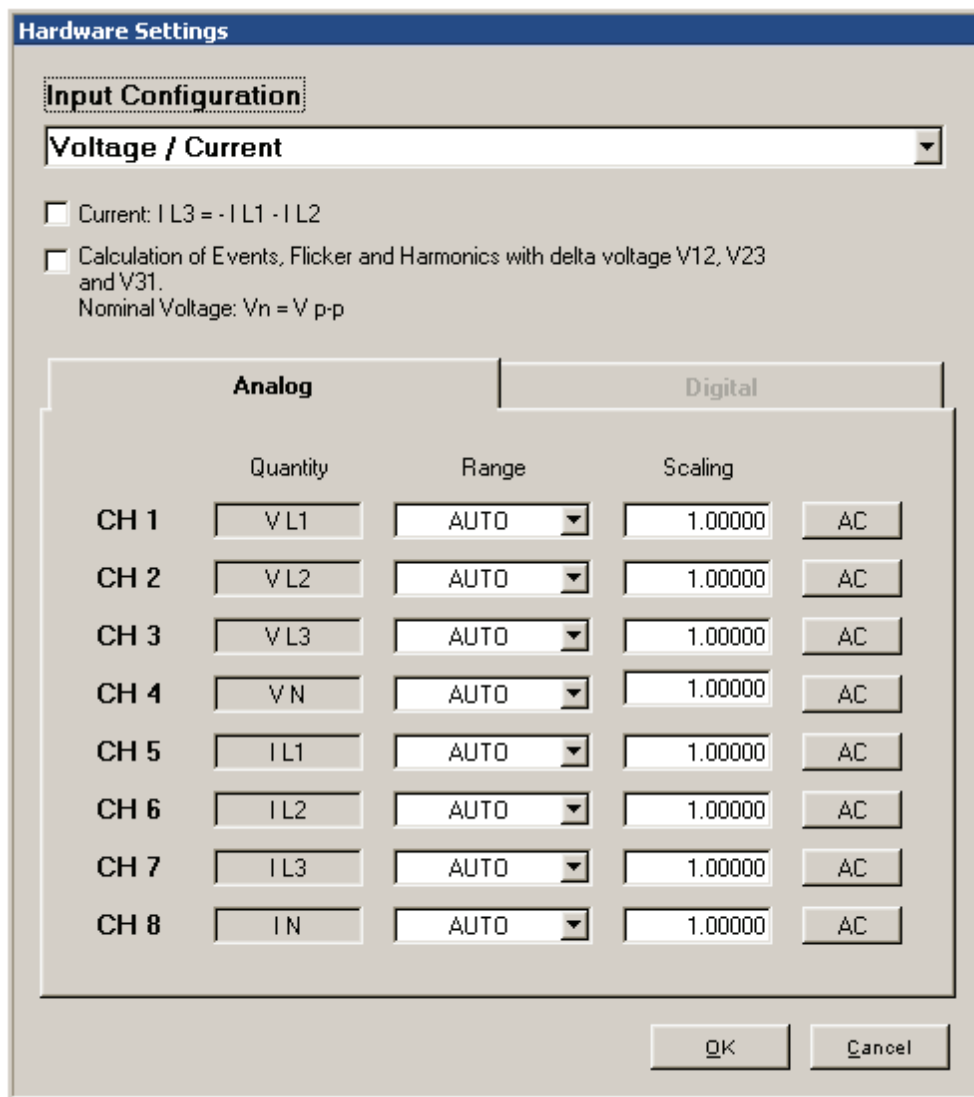 Hardware Settings
Input Configuration
Voltage / Current
Current: I L3 = - I L1 - I L2
Calculation of Events, Flicker and Harmonics with delta voltage V12, V23
and V31.
Nominal Voltage: Vn = V p-p
Analog Digital
Quantity Range Scaling
CH 1 V L1 AUTO 1.00000 AC
CH 2 V L2 AUTO 1.00000 AC
CH 3 V L3 AUTO 1.00000 AC
CH 4 V N AUTO 1.00000 AC
CH 5 I L1 AUTO 1.00000 AC
CH 6 I L2 AUTO 1.00000 AC
CH 7 I L3 AUTO 1.00000 AC
CH 8 I N AUTO 1.00000 AC
OK Cancel